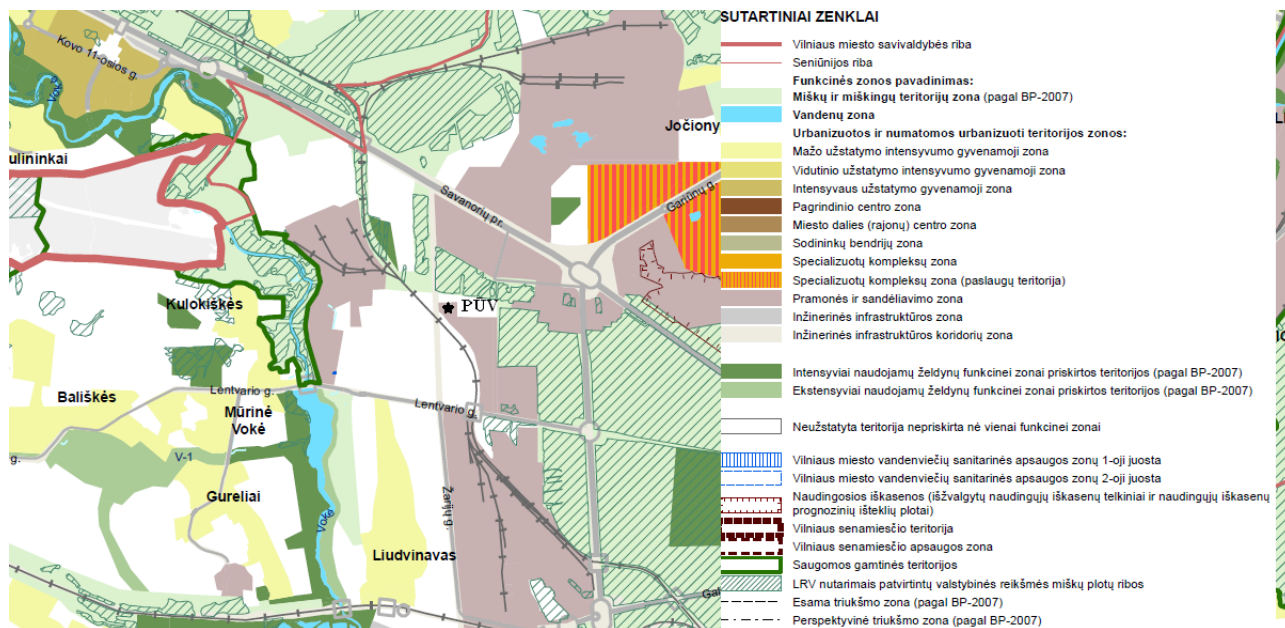 Kovo 11-osios g.
Vokė
ulininkai
Jočiony
Savanorių pr.
Gariūnų g.
Kulokiškės
PŪV
Lentvario g.
Bališkės
Mūrinė
Vokė
Lentvario g.
g.
V-1
Gureliai
Vokė
Žarijų g.
Liudvinavas
Gal
SUTARTINIAI ZENKLAI
Vilniaus miesto savivaldybės riba
Seniūnijos riba
Funkcinės zonos pavadinimas:
Miškų ir miškingų teritorijų zona (pagal BP-2007)
Vandenų zona
Urbanizuotos ir numatomos urbanizuoti teritorijos zonos:
Mažo užstatymo intensyvumo gyvenamoji zona
Vidutinio užstatymo intensyvumo gyvenamoji zona
Intensyvaus užstatymo gyvenamoji zona
Pagrindinio centro zona
Miesto dalies (rajonų) centro zona
Sodininkų bendrijų zona
Specializuotų kompleksų zona
Specializuotų kompleksų zona (paslaugų teritorija)
Pramonės ir sandėliavimo zona
Inžinerinės infrastruktūros zona
Inžinerinės infrastruktūros koridorių zona
Intensyviai naudojamų želdynų funkcinei zonai priskirtos teritorijos (pagal BP-2007)
Ekstensyviai naudojamų želdynų funkcinei zonai priskirtos teritorijos (pagal BP-2007)
Neužstatyta teritorija nepriskirta nė vienai funkcinei zonai
Vilniaus miesto vandenviečių sanitarinės apsaugos zonų 1-oji juosta
Vilniaus miesto vandenviečių sanitarinės apsaugos zonų 2-oji juosta
Naudingosios iškasenos (išžvalgytų naudingųjų iškasenų telkiniai ir naudingųjų iškasenų
prognozinių išteklių plotai)
Vilniaus senamiesčio teritorija
Vilniaus senamiesčio apsaugos zona
Saugomos gamtinės teritorijos
LRV nutarimais patvirtintų valstybinės reikšmės miškų plotų ribos
Esama triukšmo zona (pagal BP-2007)
Perspektyvinė triukšmo zona (pagal BP-2007)